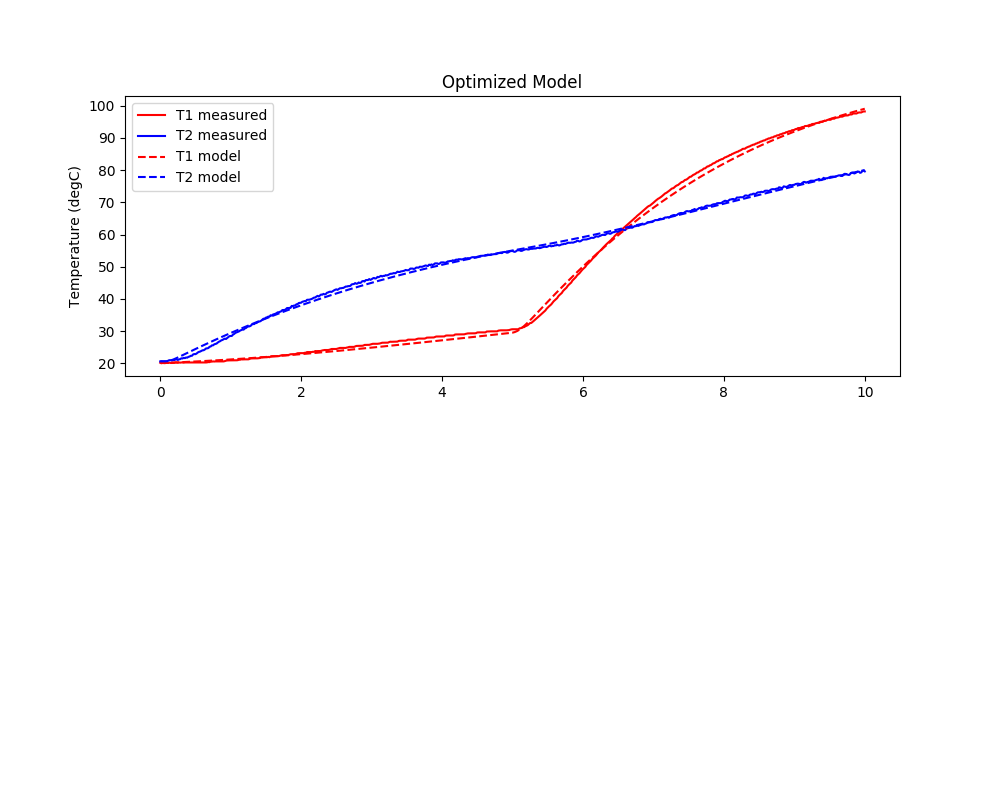 Optimized Model
T1 measured
T2 measured
T1 model
T2 model
Temperature (degC)
100
90
80
70
60
50
40
30
20
0 2 4 6 8 10